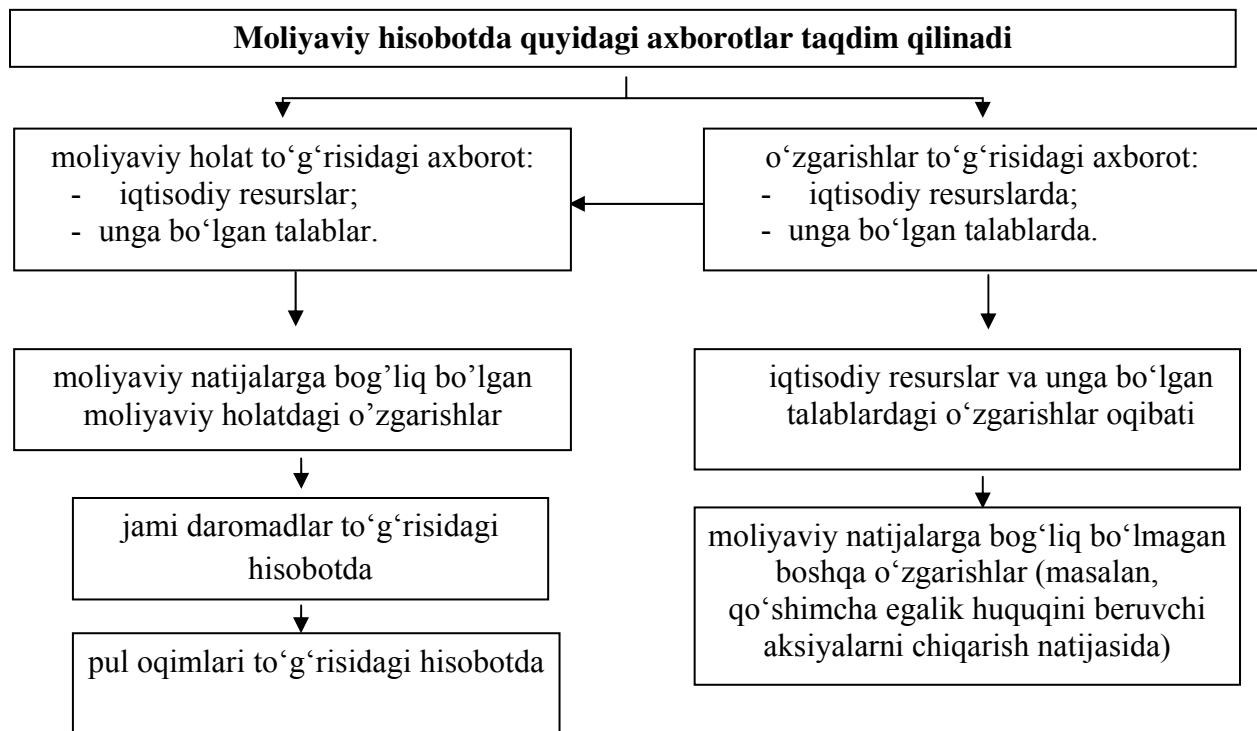 Moliyaviy hisobotda quyidagi axborotlar taqdim qilinadi
moliyaviy holat to‘g‘risidagi axborot:
- iqtisodiy resurslar;
- unga bo‘lgan talablar.
o‘zgarishlar to‘g‘risidagi axborot:
- iqtisodiy resurslarda;
- unga bo‘lgan talablarda.
moliyaviy natijalarga bog’liq bo’lgan
moliyaviy holatdagi o’zgarishlar
iqtisodiy resurslar va unga bo‘lgan
talablardagi o‘zgarishlar oqibati
jami daromadlar to‘g‘risidagi
hisobotda
moliyaviy natijalarga bog‘liq bo‘lmagan
boshqa o‘zgarishlar (masalan,
qo‘shimcha egalik huquqini beruvchi
aksiyalarni chiqarish natijasida)
pul oqimlari to‘g‘risidagi hisobotda